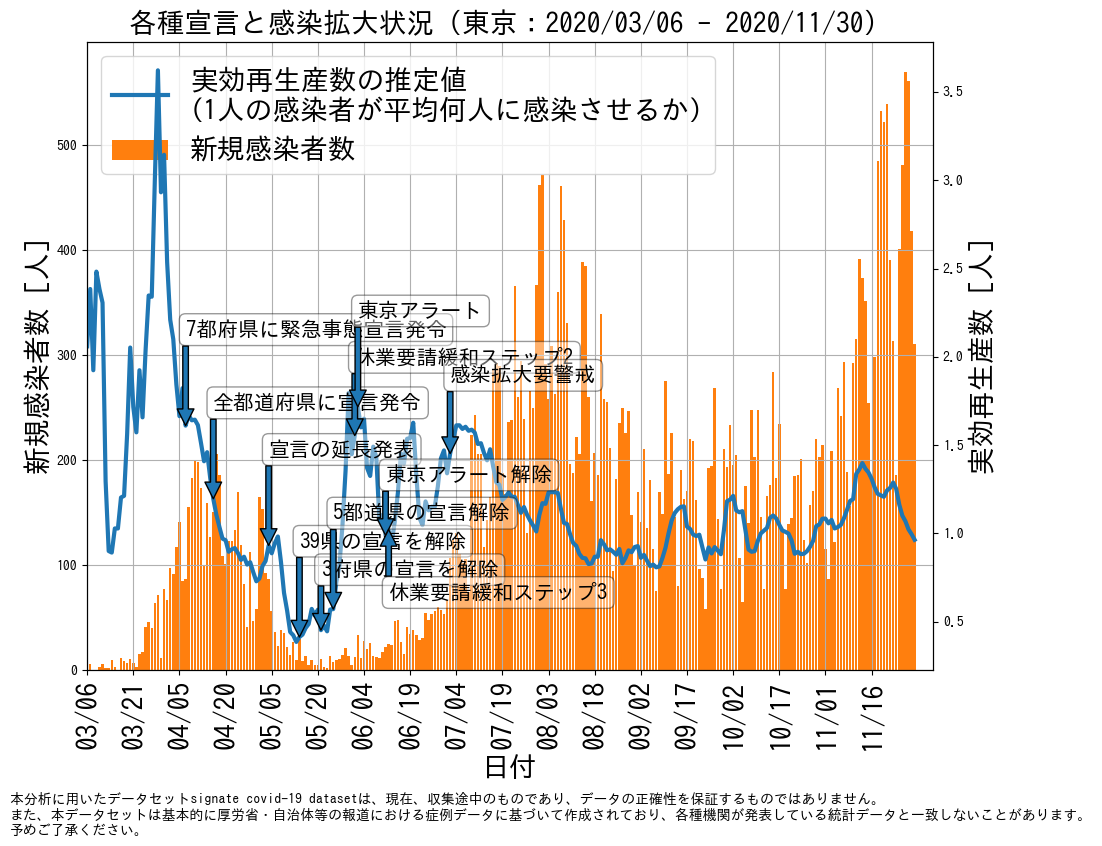 各種宣言と感染拡大状況 (東京：2020/03/06 - 2020/11/30)
実効再生産数の推定値
(1人の感染者が平均何人に感染させるか)
新規感染者数
新規感染者数 [人]
500
400
300
200
100
0
3.5
3.0
2.5
2.0
1.5
1.0
0.5
実効再生産数 [人]
東京アラート
7都府県に緊急事態宣言発令
休業要請緩和ステップ2
感染拡大要警戒
全都道府県に宣言発令
宣言の延長発表
東京アラート解除
5都道県の宣言解除
39県の宣言を解除
3府県の宣言を解除
休業要請緩和ステップ3
03/06
03/21
04/05
04/20
05/05
05/20
06/04
06/19
07/04
07/19
08/03
08/18
09/02
09/17
10/02
10/17
11/01
11/16
日付
本分析に用いたデータセットsignate covid-19 datasetは、現在、収集途中のものであり、データの正確性を保証するものではありません。
また、本データセットは基本的に厚労省・自治体等の報道における症例データに基づいて作成されており、各種機関が発表している統計データと一致しないことがあります。
予めご了承ください。